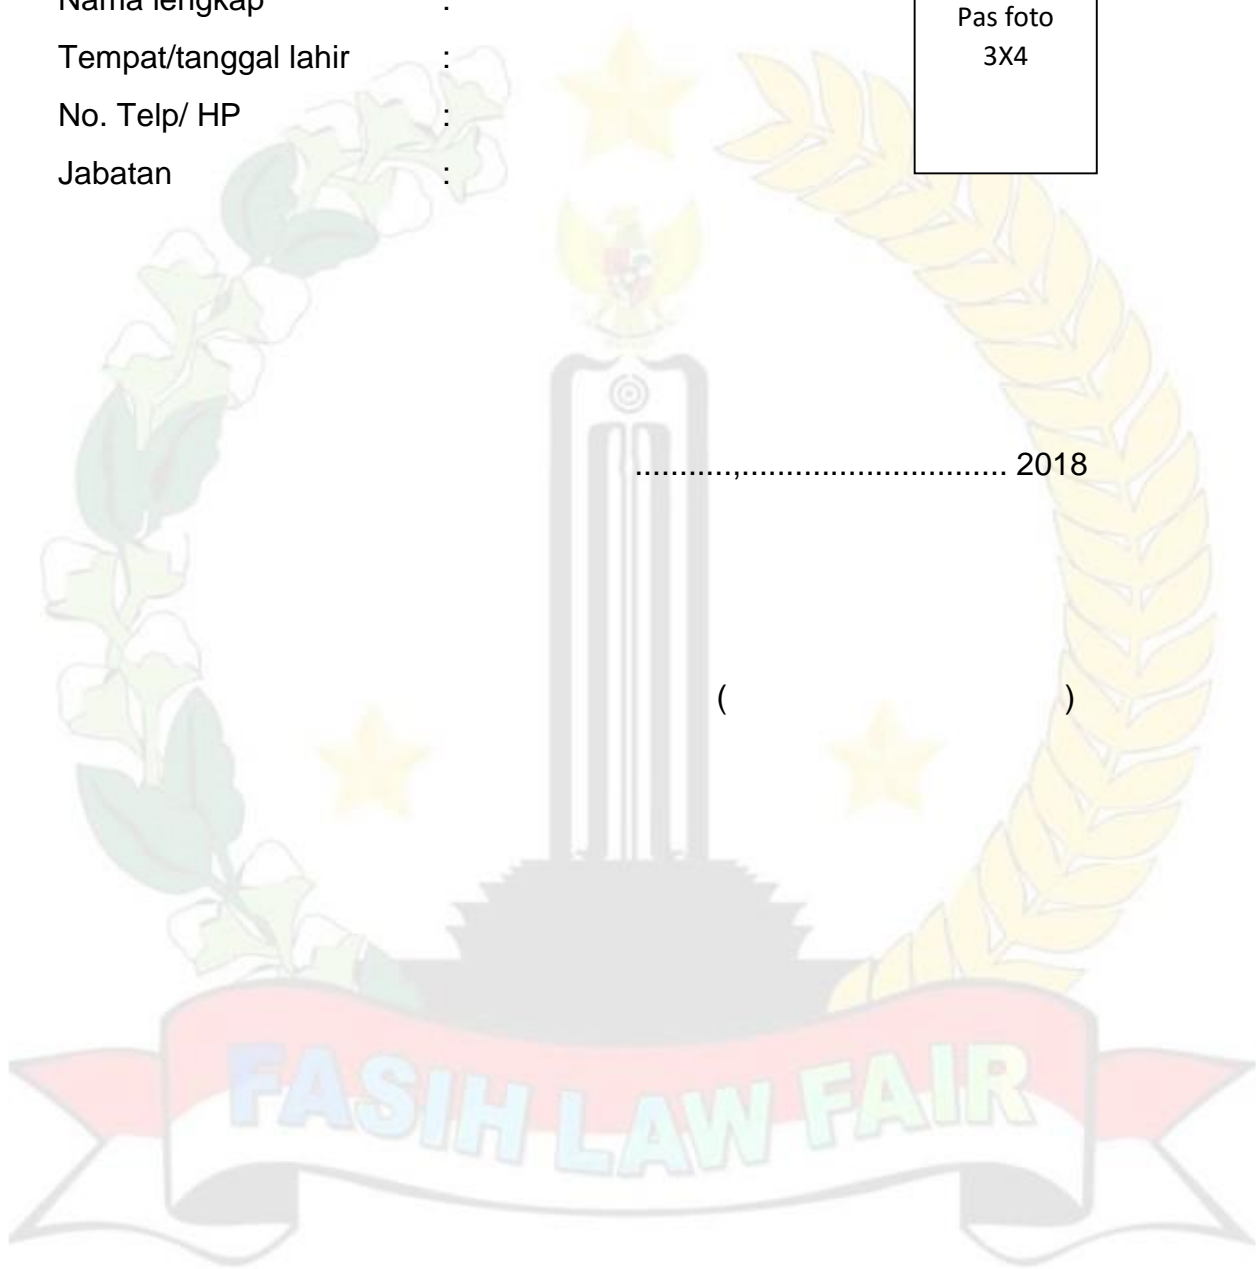 Nama lengkap :
Pas foto
3X4
Tempat/tanggal lahir :
No. Telp/ HP :
Jabatan :
...........,.............................. 2018
( )
FASIH LAW FAIR